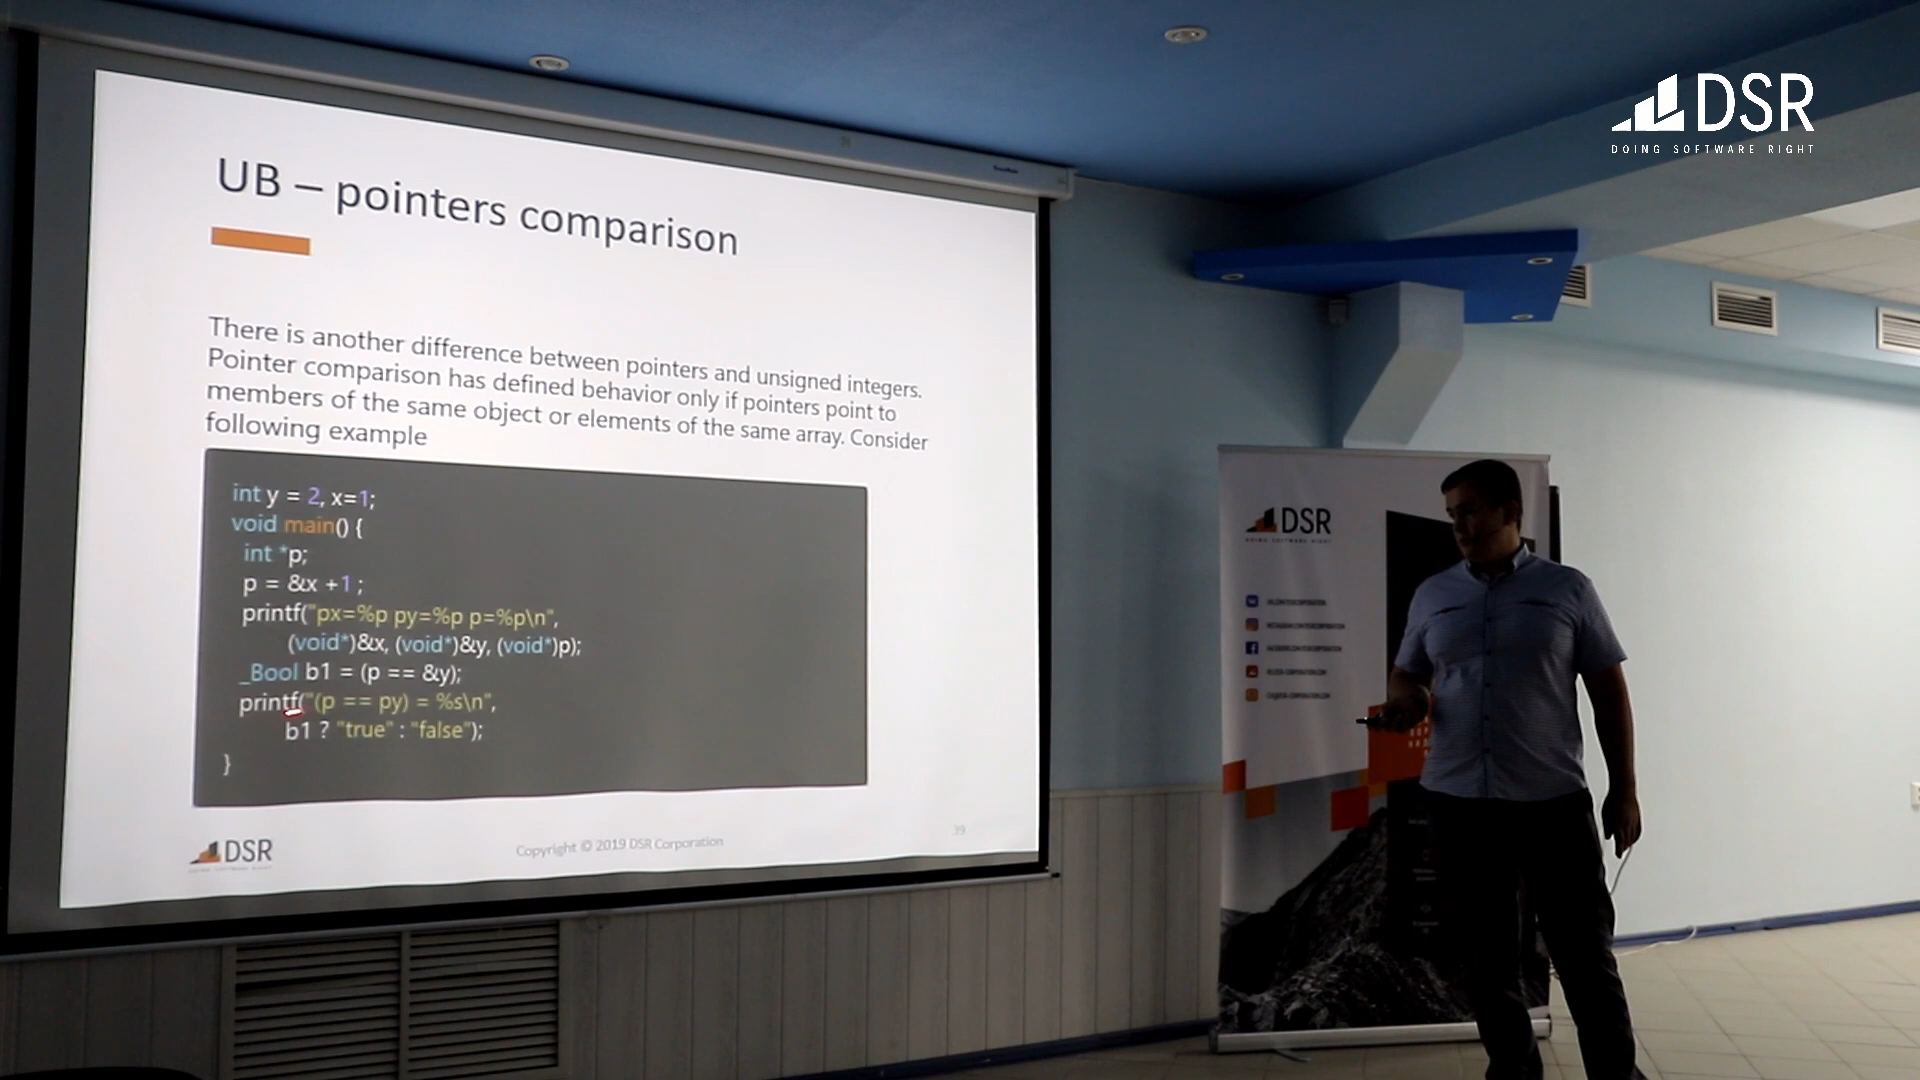 DSR
DOING SOFTWARE RIGHT
UB – pointers comparison
There is another difference between pointers and unsigned integers.
Pointer comparison has defined behavior only if pointers point to
members of the same object or elements of the same array. Consider
following example
int y = 2, x=1;
void main() {
int *p;
p = &x +1 ;
printf("px=%p py=%p p=%p\n",
(void*)&x, (void*)&y, (void*)p);
_Bool b1 = (p == &y);
printf("(p == py) = %s\n",
b1 ? "true" : "false");
}
DSR
Copyright © 2019 DSR Corporation
39
DSR
DOING SOFTWARE RIGHT